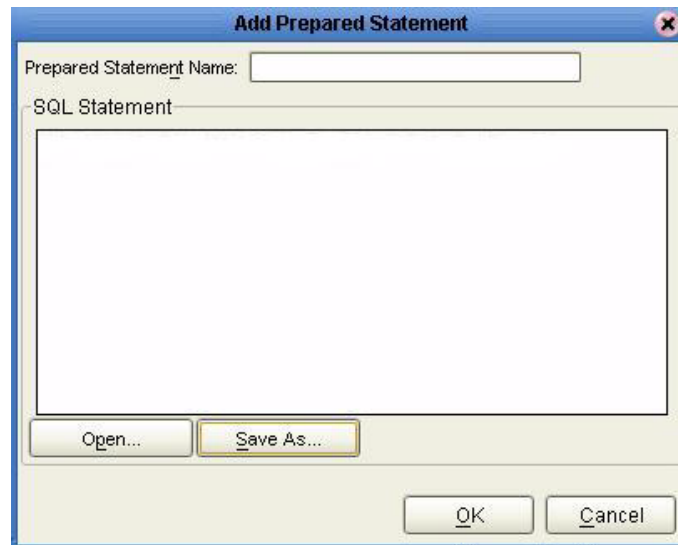 Add Prepared Statement
Prepared Statement Name:
SQL Statement
Open...
Save As...
OK
Cancel